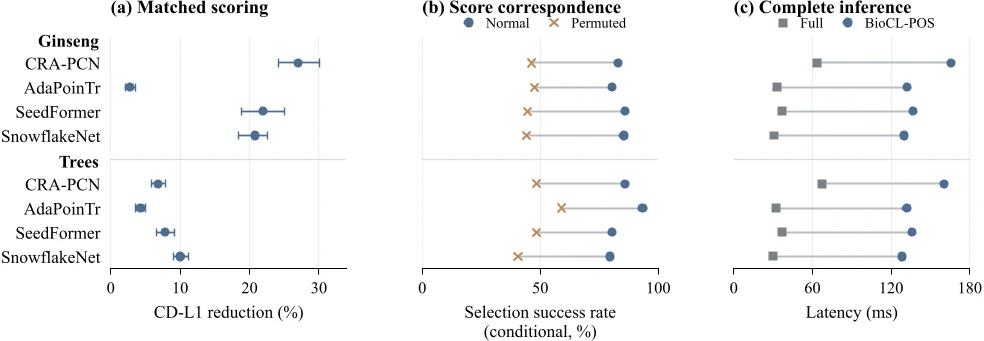 (a) Matched scoring
(b) Score correspondence
(c) Complete inference
Normal Permuted
Full BioCL-POS
Ginseng
CRA-PCN
AdaPoinTr
SeedFormer
SnowflakeNet
Trees
CRA-PCN
AdaPoinTr
SeedFormer
SnowflakeNet
0 10 20 30
0 50 100
0 60 120 180
CD-L1 reduction (%)
Selection success rate
(conditional, %)
Latency (ms)